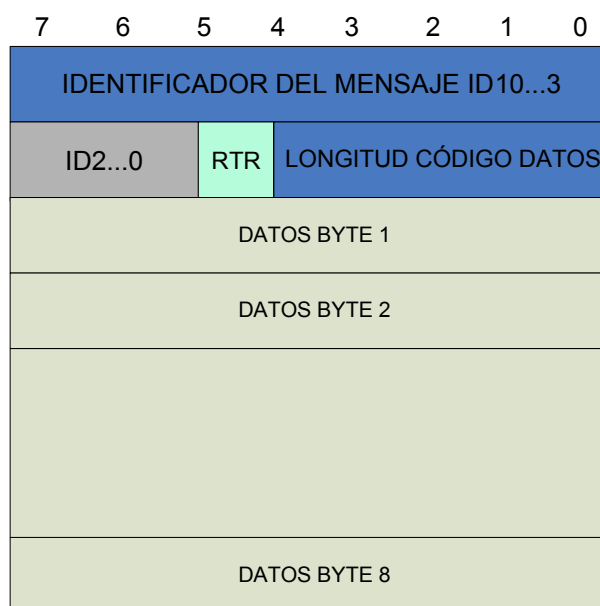 7 6 5 4 3 2 1 0
IDENTIFICADOR DEL MENSAJE ID10...3
ID2...0 RTR LONGITUD CÓDIGO DATOS
DATOS BYTE 1
DATOS BYTE 2
DATOS BYTE 8